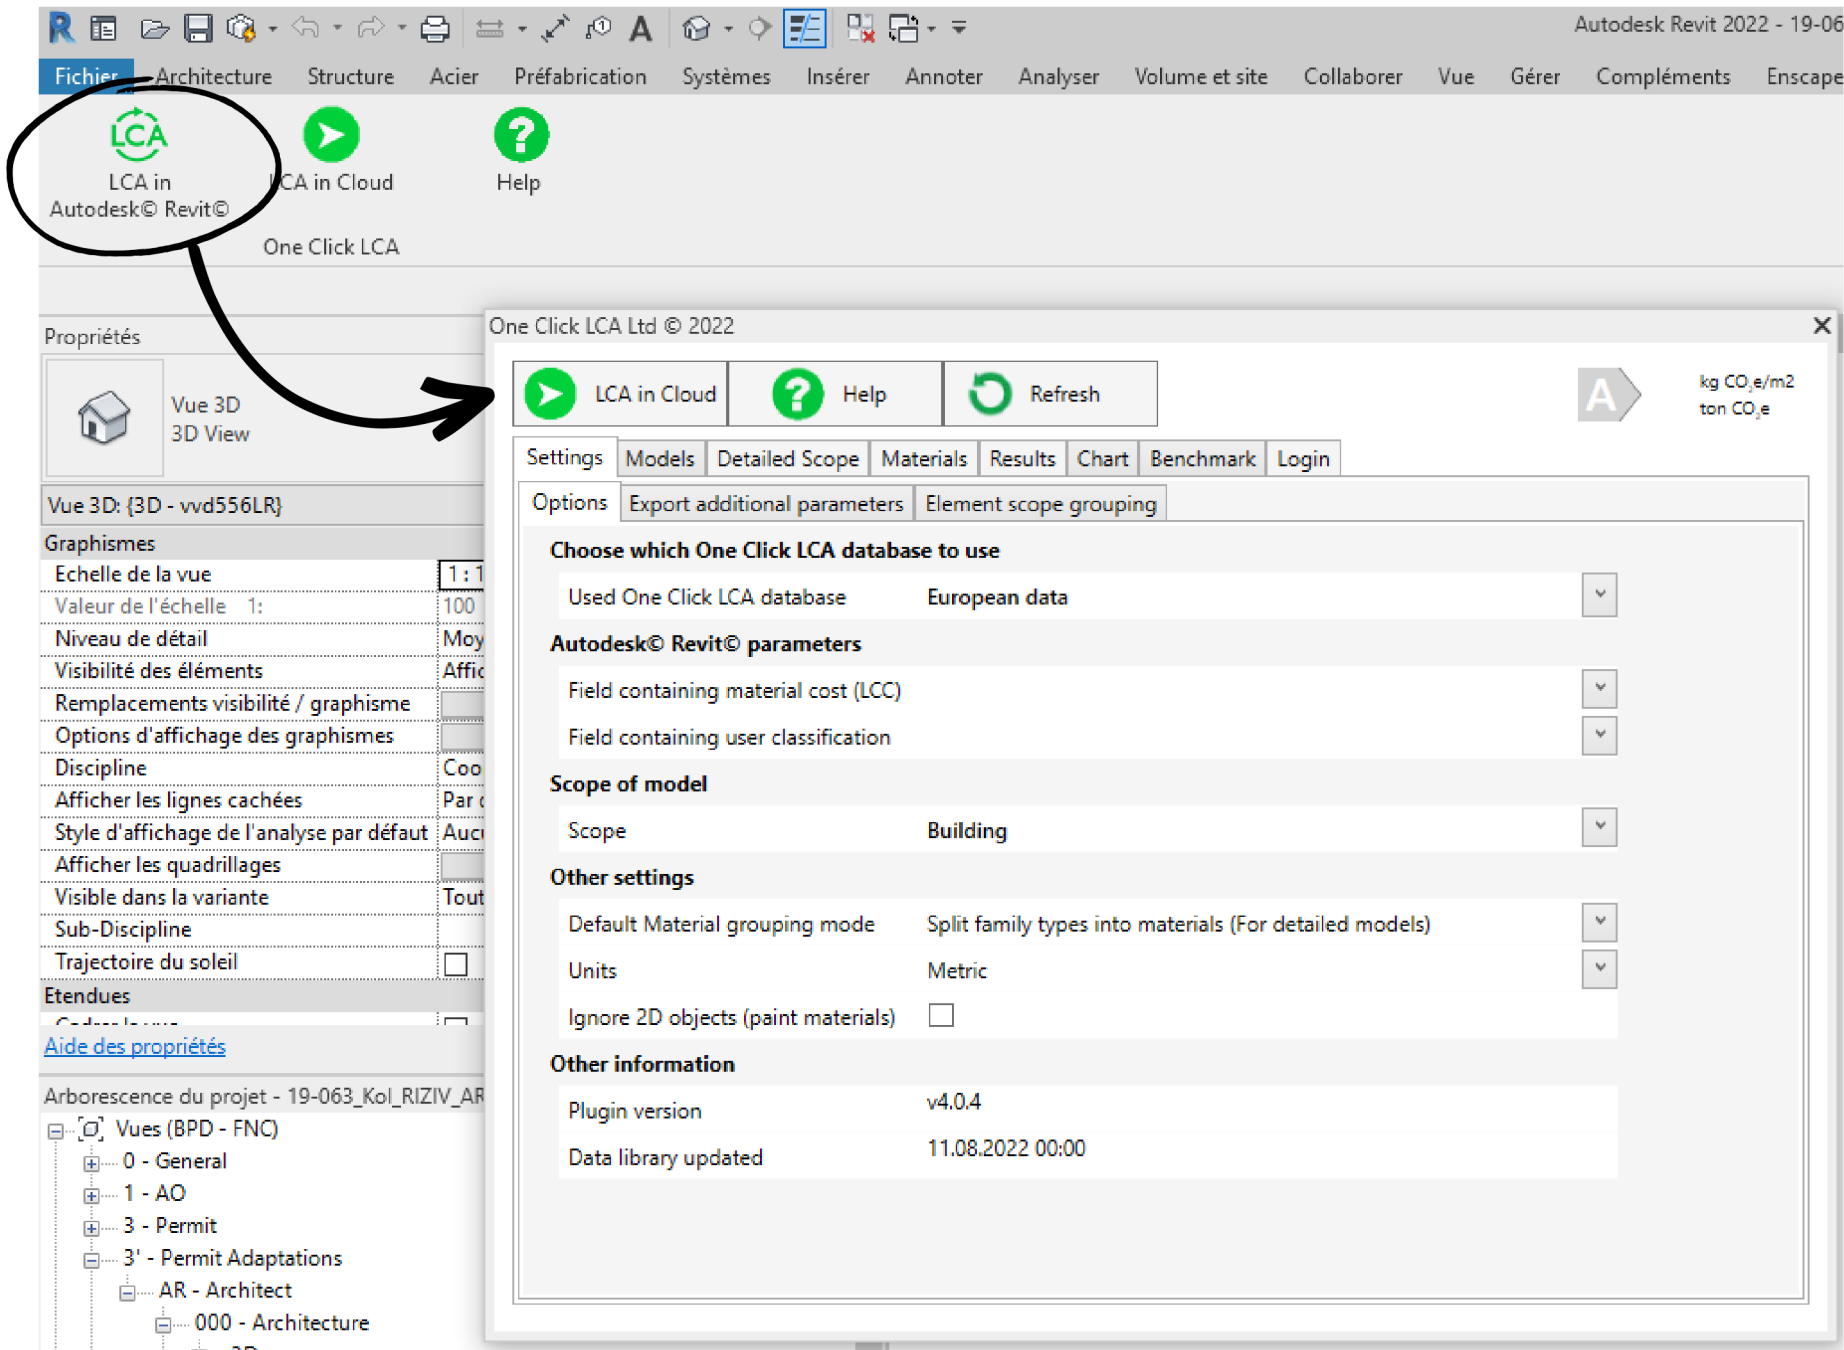 Autodesk Revit 2022 - 19-06
Fichier Architecture Structure Acier Préfabrication Systèmes Insérer Annoter Analyser Volume et site Collaborer Vue Gérer Compléments Enscape
LCA
LCA in
Autodesk© Revit©
LCA in Cloud
Help
One Click LCA
Propriétés
Vue 3D
3D View
Vue 3D: {3D - vvd556LR}
Graphismes
Echelle de la vue 1 : 1
Valeur de l'échelle 1: 100
Niveau de détail Moy
Visibilité des éléments Affic
Remplacements visibilité / graphisme
Options d'affichage des graphismes
Discipline Coo
Afficher les lignes cachées Par
Style d'affichage de l'analyse par défaut Auc
Afficher les quadrillages
Visible dans la variante Tout
Sub-Discipline
Trajectoire du soleil
Etendues
Aide des propriétés
Arborescence du projet - 19-063_Kol_RIZIV_AR
Vues (BPD - FNC)
0 - General
1 - AO
3 - Permit
3' - Permit Adaptations
AR - Architect
000 - Architecture
One Click LCA Ltd © 2022
LCA in Cloud Help Refresh
A
kg CO₂e/m2
ton CO₂e
Settings Models Detailed Scope Materials Results Chart Benchmark Login
Options Export additional parameters Element scope grouping
Choose which One Click LCA database to use
Used One Click LCA database European data
Autodesk© Revit© parameters
Field containing material cost (LCC)
Field containing user classification
Scope of model
Scope Building
Other settings
Default Material grouping mode Split family types into materials (For detailed models)
Units Metric
Ignore 2D objects (paint materials)
Other information
Plugin version v4.0.4
Data library updated 11.08.2022 00:00